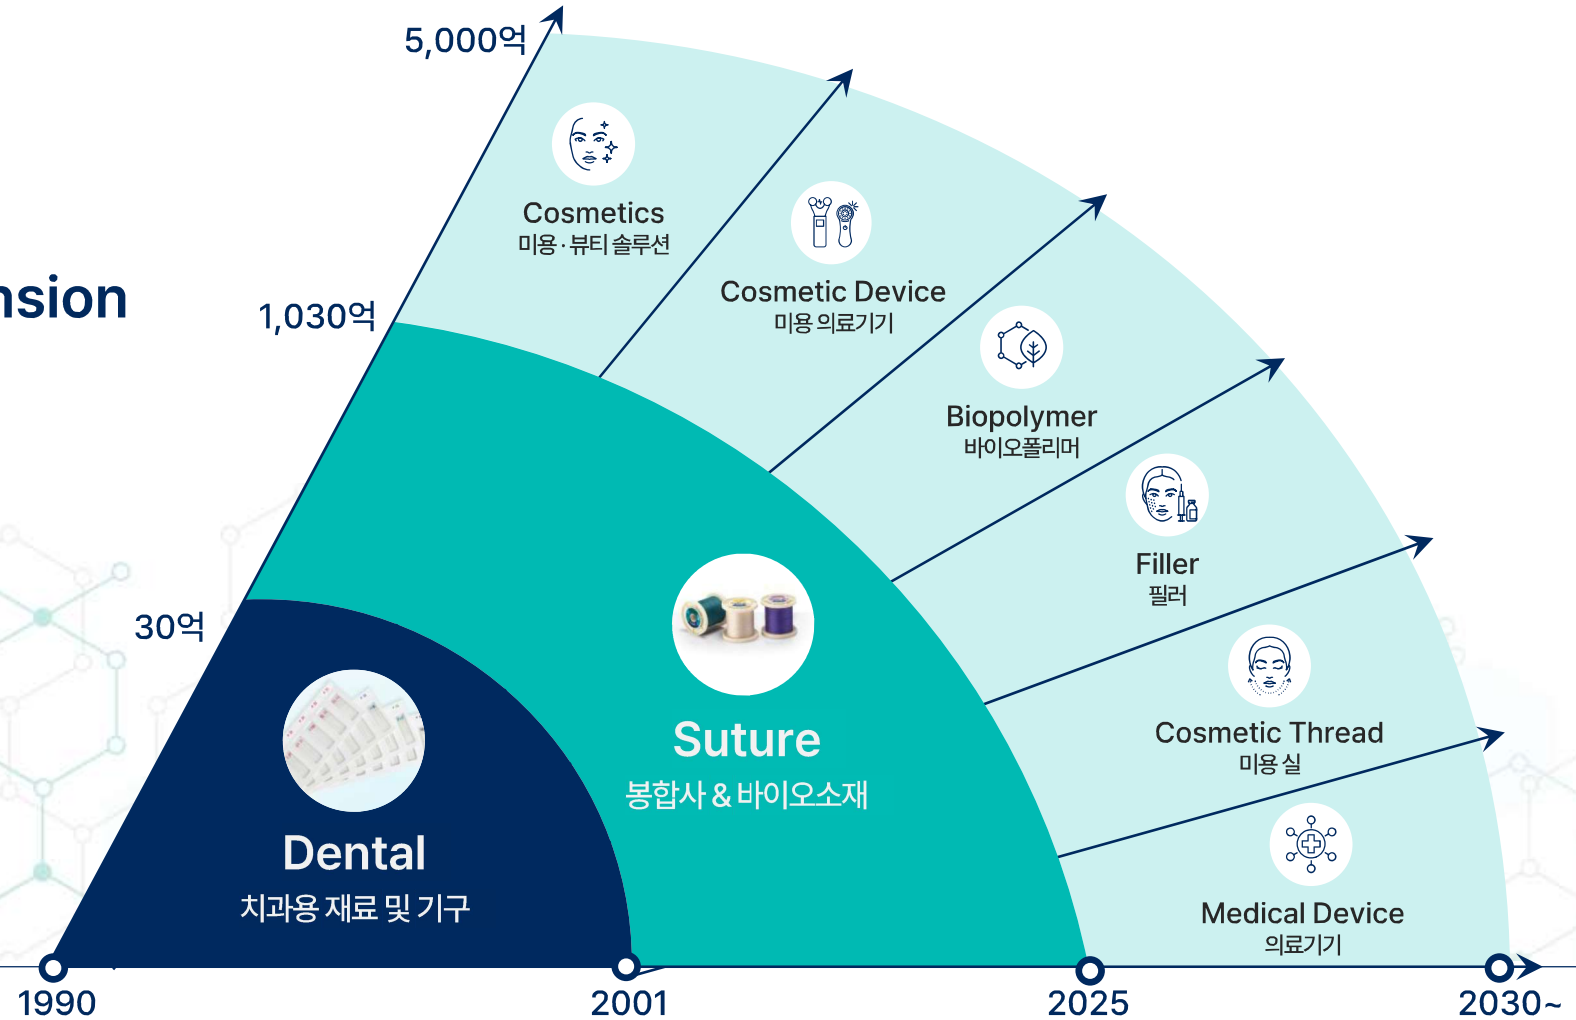 5,000억
Cosmetics
미용 · 뷰티 솔루션
Cosmetic Device
미용 의료기기
nsion
1,030억
Biopolymer
바이오폴리머
Filler
필러
30억
Suture
봉합사 & 바이오소재
Cosmetic Thread
미용 실
Dental
치과용 재료 및 기구
Medical Device
의료기기
1990
2001
2025
2030~